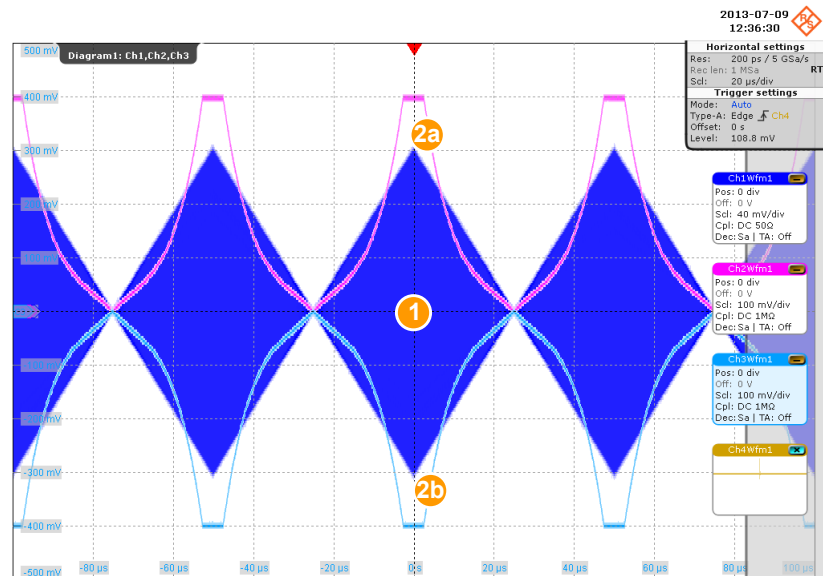 2013-07-09
12:36:30
R&S
Diagram1: Ch1,Ch2,Ch3
Horizontal settings
Res: 200 ps / 5 GSa/s
Rec len: 1 MSa RT
Scl: 20 µs/div
Trigger settings
Mode: Auto
Type-A: Edge Ch4
Offset: 0 s
Level: 108.8 mV
500 mV
400 mV
300 mV
-300 mV
-400 mV
-500 mV
2a
1
2b
Ch1Wfm1
Pos: 0 div
Off: 0 V
Scl: 40 mV/div
Cpl: DC 50Ω
Dec: Sa | TA: Off
Ch2Wfm1
Pos: 0 div
Off: 0 V
Scl: 100 mV/div
Cpl: DC 1MΩ
Dec: Sa | TA: Off
Ch3Wfm1
Pos: 0 div
Off: 0 V
Scl: 100 mV/div
Cpl: DC 1MΩ
Dec: Sa | TA: Off
Ch4Wfm1
-80 µs -60 µs -40 µs -20 µs 0 s 20 µs 40 µs 60 µs 80 µs 100 µs